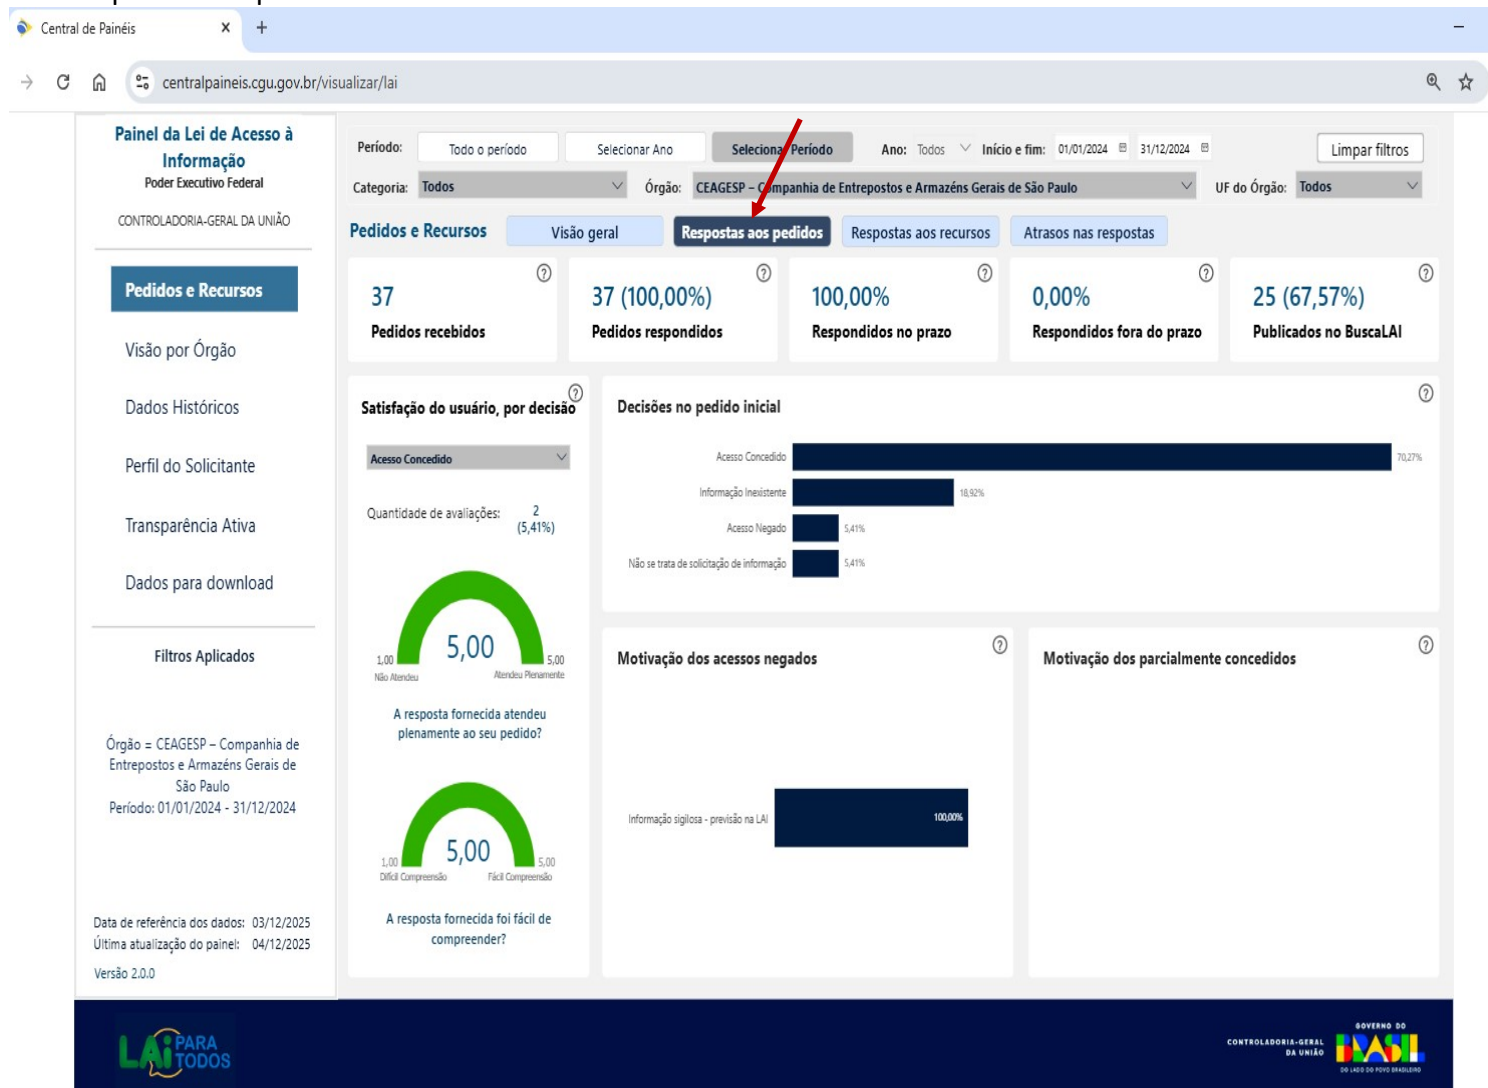 Central de Painéis
centralpaineis.cgu.gov.br/visualizar/lai
Painel da Lei de Acesso à
Informação
Poder Executivo Federal
CONTROLADORIA-GERAL DA UNIÃO
Pedidos e Recursos
Visão por Órgão
Dados Históricos
Perfil do Solicitante
Transparência Ativa
Dados para download
Filtros Aplicados
Órgão = CEAGESP – Companhia de
Entrepostos e Armazéns Gerais de
São Paulo
Período: 01/01/2024 - 31/12/2024
Data de referência dos dados: 03/12/2025
Última atualização do painel: 04/12/2025
Versão 2.0.0
Período: Todo o período Selecionar Ano Selecionar Período Ano: Todos Início e fim: 01/01/2024 31/12/2024 Limpar filtros
Categoria: Todos Órgão: CEAGESP – Companhia de Entrepostos e Armazéns Gerais de São Paulo UF do Órgão: Todos
Pedidos e Recursos Visão geral Respostas aos pedidos Respostas aos recursos Atrasos nas respostas
37
Pedidos recebidos
37 (100,00%)
Pedidos respondidos
100,00%
Respondidos no prazo
0,00%
Respondidos fora do prazo
25 (67,57%)
Publicados no BuscaLAI
Satisfação do usuário, por decisão
Acesso Concedido
Quantidade de avaliações: 2
(5,41%)
5,00
1,00 5,00
Não Atendeu Atendeu Plenamente
A resposta fornecida atendeu
plenamente ao seu pedido?
5,00
1,00 5,00
Difícil Compreensão Fácil Compreensão
A resposta fornecida foi fácil de
compreender?
Decisões no pedido inicial
Acesso Concedido 70,27%
Informação Inexistente 18,92%
Acesso Negado 5,41%
Não se trata de solicitação de informação 5,41%
Motivação dos acessos negados
Informação sigilosa - previsão na LAI 100,00%
Motivação dos parcialmente concedidos
LAi PARA
TODOS
CONTROLADORIA-GERAL
DA UNIÃO
GOVERNO DO
BRASIL
DO LADO DO POVO BRASILEIRO